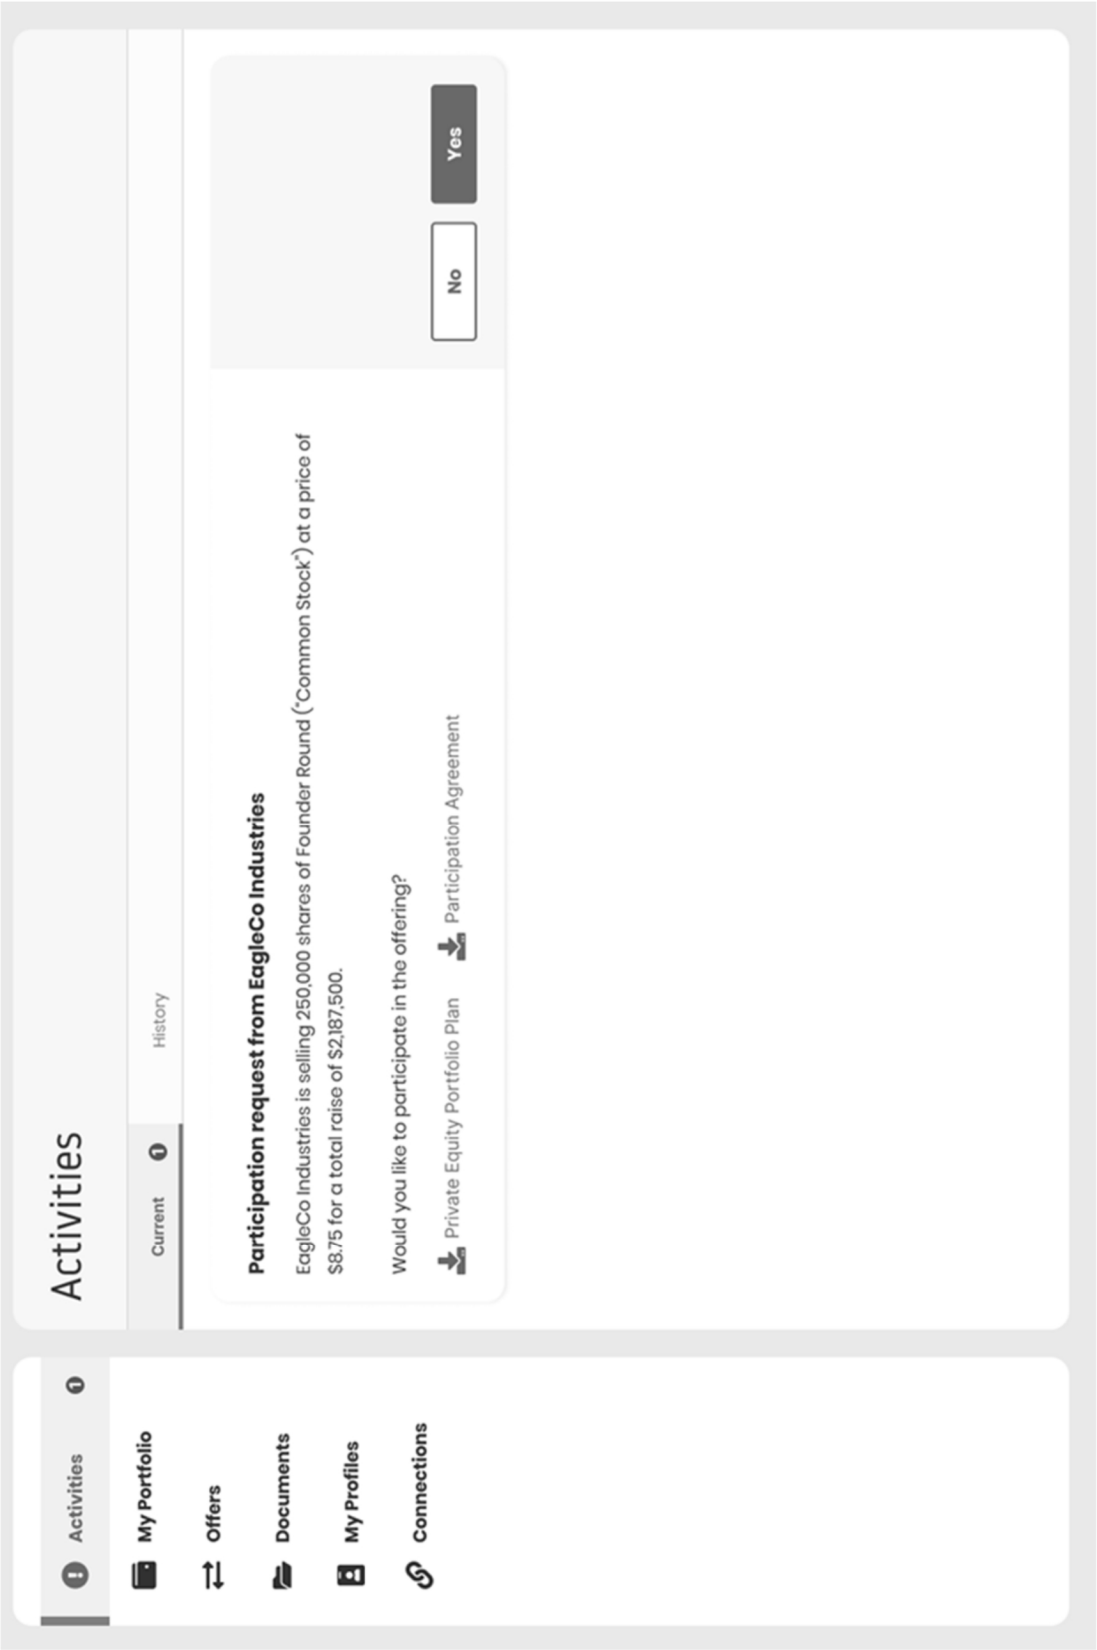 Activities
1
My Portfolio
Offers
Documents
My Profiles
Connections
Activities
Current 1 History
Participation request from EagleCo Industries
EagleCo Industries is selling 250,000 shares of Founder Round ("Common Stock") at a price of
$8.75 for a total raise of $2,187,500.
Would you like to participate in the offering?
Private Equity Portfolio Plan Participation Agreement
No Yes